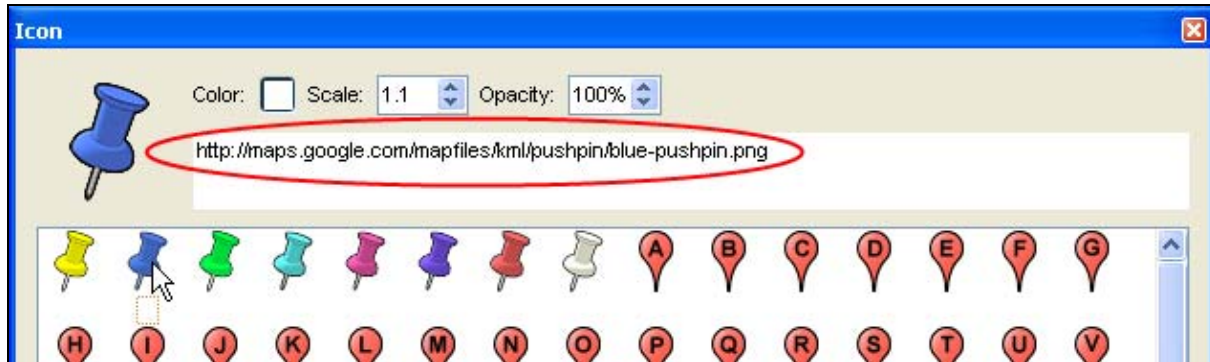 Icon
Color: Scale: 1.1 Opacity: 100%
http://maps.google.com/mapfiles/kml/pushpin/blue-pushpin.png
A B C D E F G
H I J K L M N O P Q R S T U V